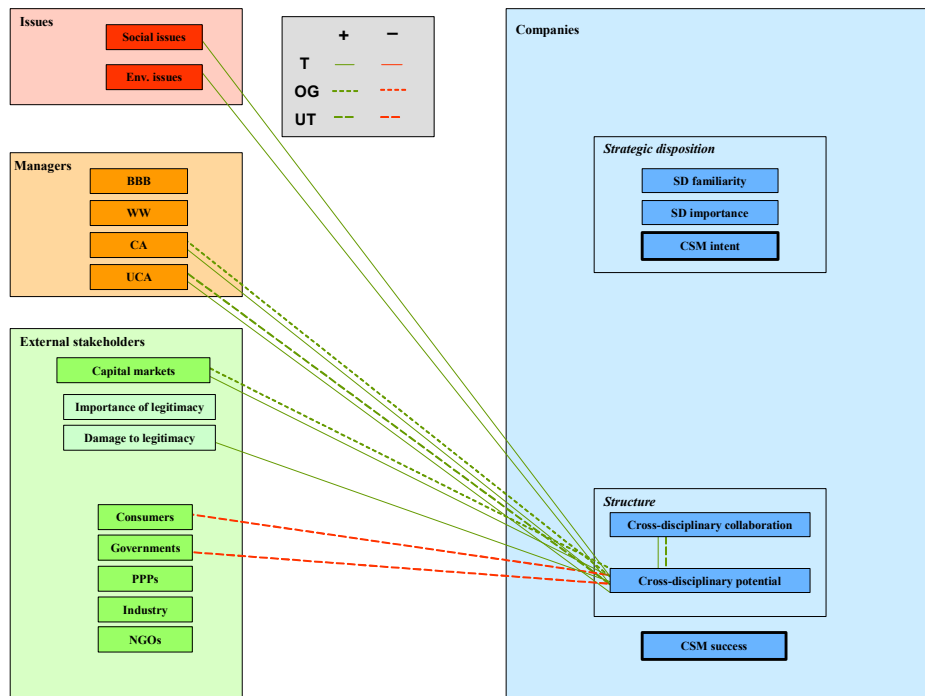 Issues
Social issues
Env. issues
+ −
T
OG
UT
Managers
BBB
WW
CA
UCA
External stakeholders
Capital markets
Importance of legitimacy
Damage to legitimacy
Consumers
Governments
PPPs
Industry
NGOs
Companies
Strategic disposition
SD familiarity
SD importance
CSM intent
Structure
Cross-disciplinary collaboration
Cross-disciplinary potential
CSM success